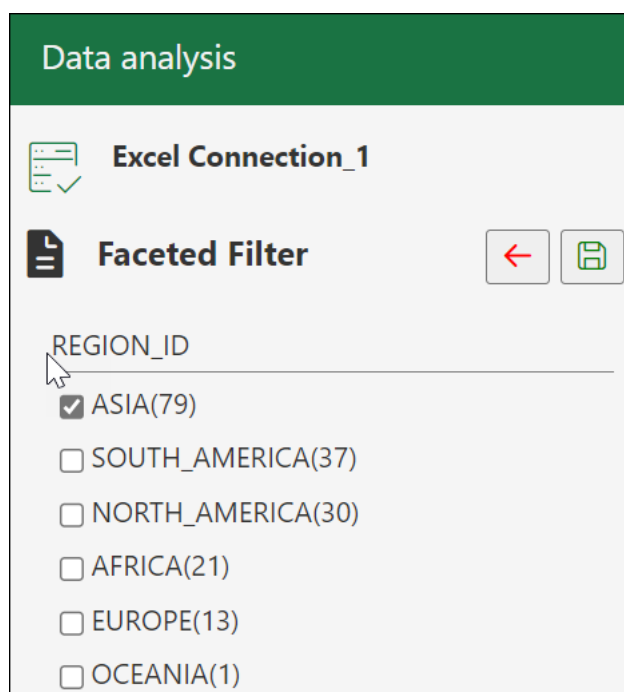 Data analysis
Excel Connection_1
Faceted Filter
REGION_ID
ASIA(79)
SOUTH_AMERICA(37)
NORTH_AMERICA(30)
AFRICA(21)
EUROPE(13)
OCEANIA(1)